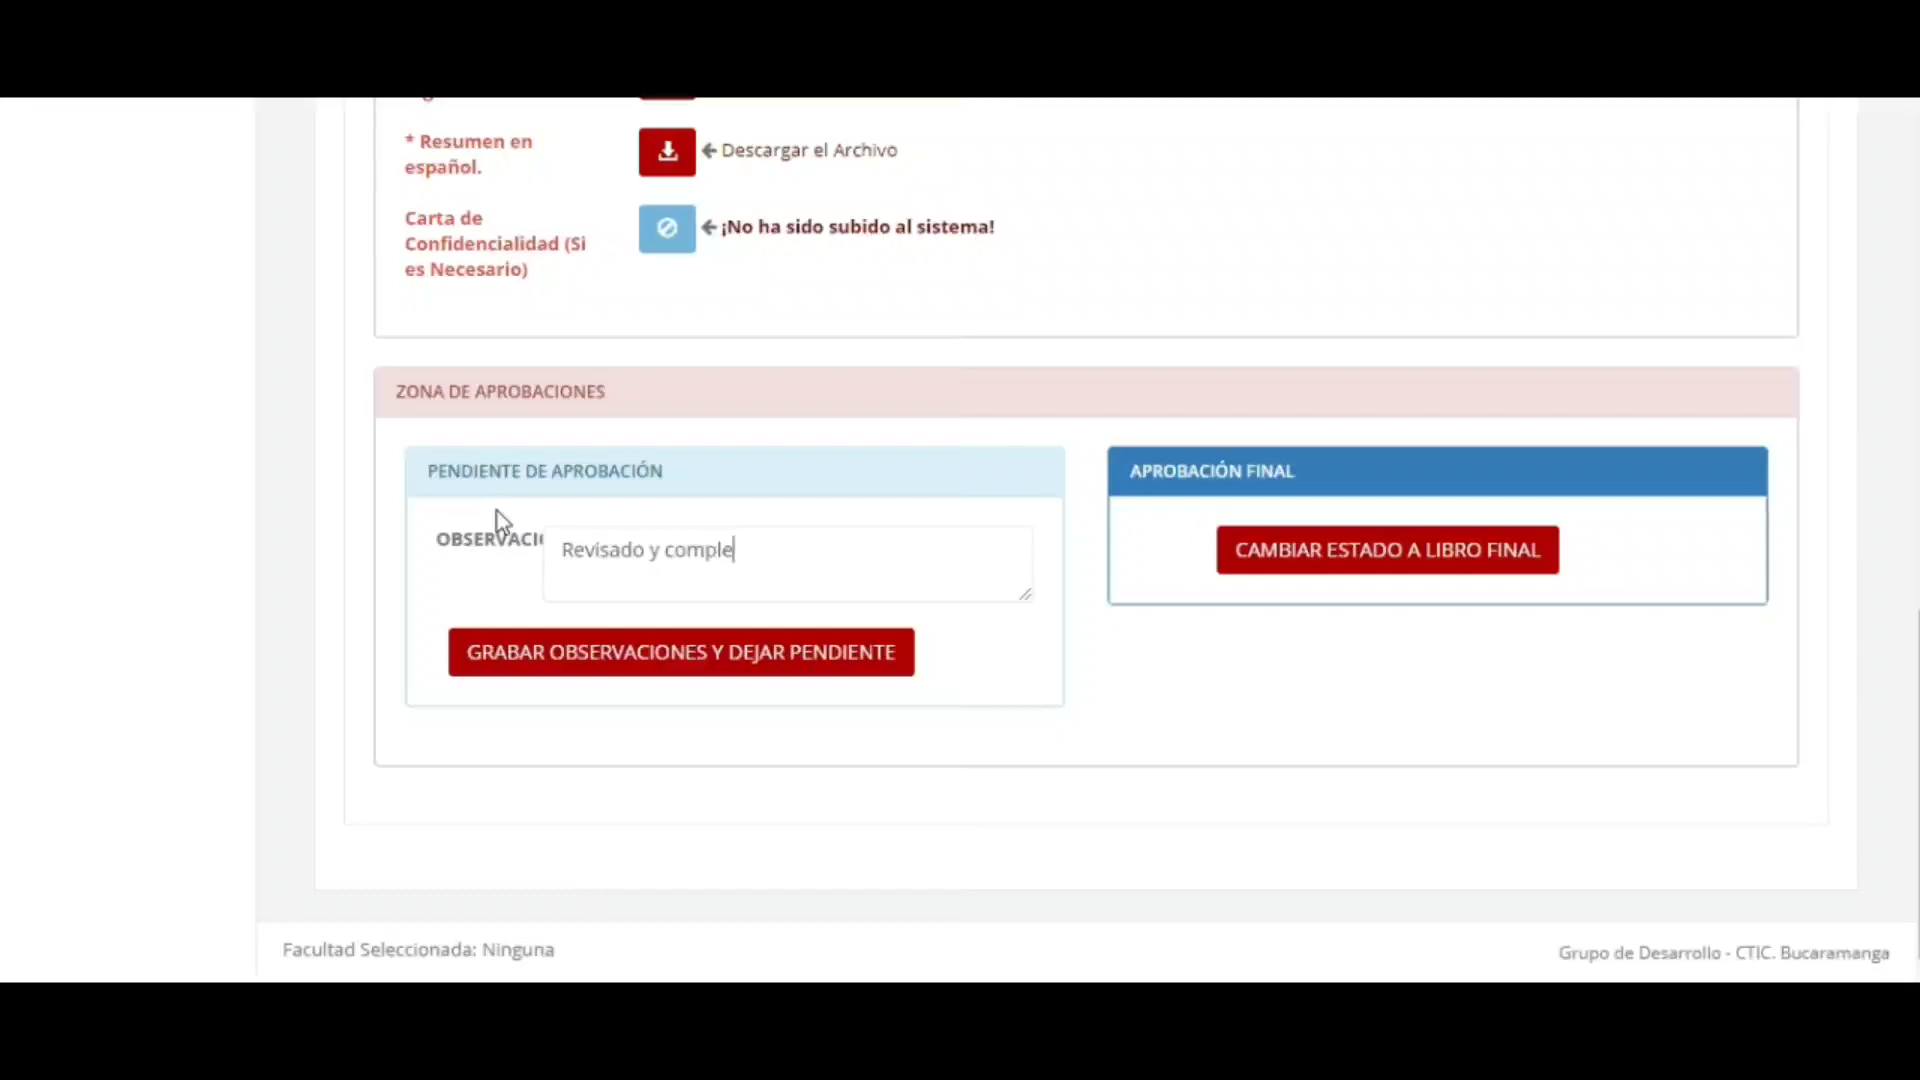 * Resumen en
español.
Descargar el Archivo
Carta de
Confidencialidad (Si
es Necesario)
¡No ha sido subido al sistema!
ZONA DE APROBACIONES
PENDIENTE DE APROBACIÓN
OBSERVACI
Revisado y comple
GRABAR OBSERVACIONES Y DEJAR PENDIENTE
APROBACIÓN FINAL
CAMBIAR ESTADO A LIBRO FINAL
Facultad Seleccionada: Ninguna
Grupo de Desarrollo - CTIC. Bucaramanga